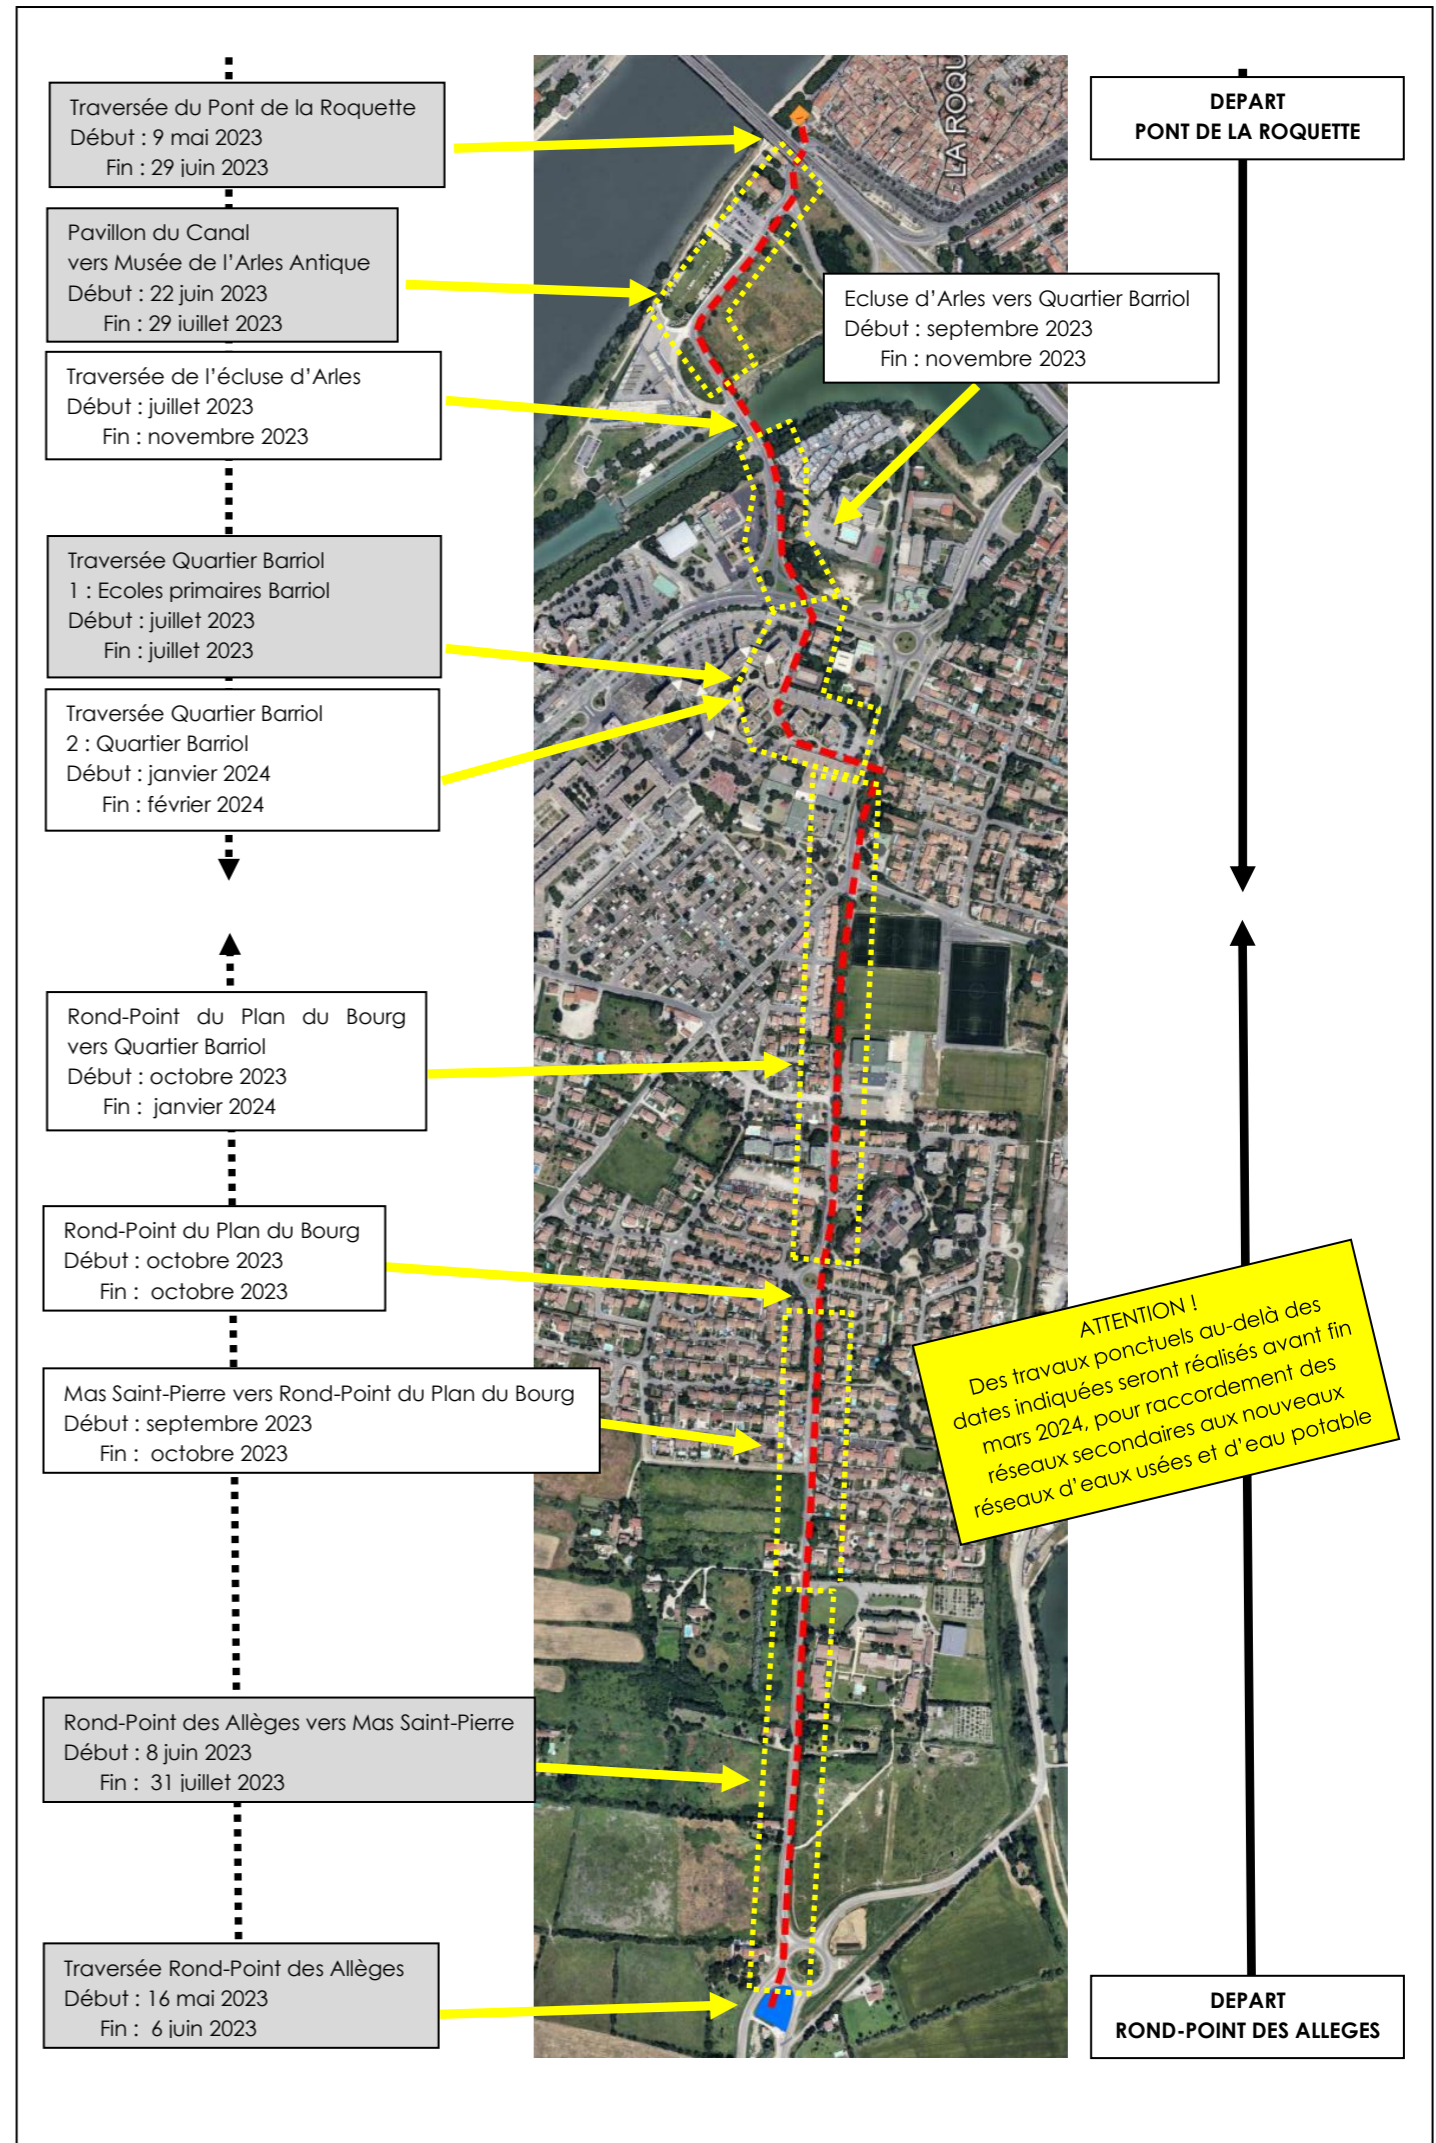 Traversée du Pont de la Roquette
Début : 9 mai 2023
Fin : 29 juin 2023
DEPART
PONT DE LA ROQUETTE
LA ROQU
Pavillon du Canal
vers Musée de l'Arles Antique
Début : 22 juin 2023
Fin : 29 juillet 2023
Ecluse d'Arles vers Quartier Barriol
Début : septembre 2023
Fin : novembre 2023
Traversée de l'écluse d'Arles
Début : juillet 2023
Fin : novembre 2023
Traversée Quartier Barriol
1 : Ecoles primaires Barriol
Début : juillet 2023
Fin : juillet 2023
Traversée Quartier Barriol
2 : Quartier Barriol
Début : janvier 2024
Fin : février 2024
Rond-Point du Plan du Bourg
vers Quartier Barriol
Début : octobre 2023
Fin : janvier 2024
Rond-Point du Plan du Bourg
Début : octobre 2023
Fin : octobre 2023
ATTENTION !
Des travaux ponctuels au-delà des
dates indiquées seront réalisés avant fin
mars 2024, pour raccordement des
réseaux secondaires aux nouveaux
réseaux d'eaux usées et d'eau potable
Mas Saint-Pierre vers Rond-Point du Plan du Bourg
Début : septembre 2023
Fin : octobre 2023
Rond-Point des Allèges vers Mas Saint-Pierre
Début : 8 juin 2023
Fin : 31 juillet 2023
Traversée Rond-Point des Allèges
Début : 16 mai 2023
Fin : 6 juin 2023
DEPART
ROND-POINT DES ALLEGES